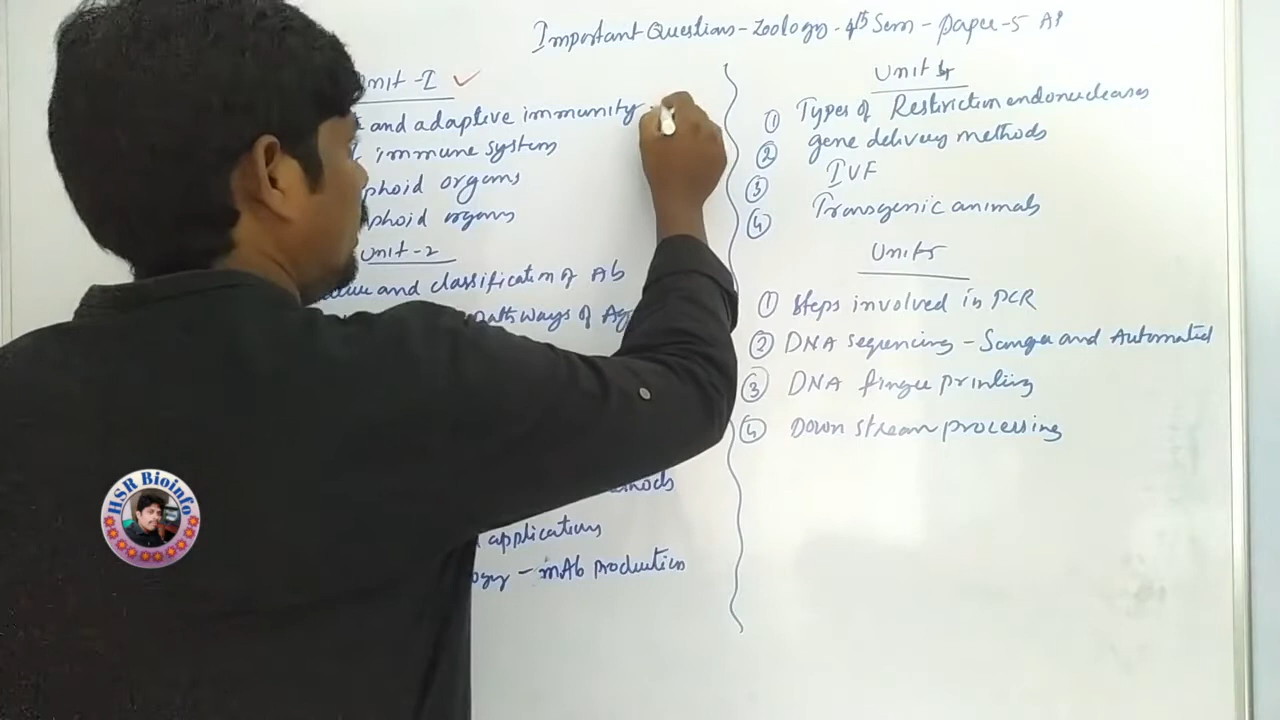 Important Questions - Zoology - 4th Sem - paper - 5 AP
Unit - I ✓
and adaptive immunity
immune system
phoid organs
phoid organs
Unit - 2
and classification of Ab
pathways of Ag
applications
ogy - mAb production
Unit 4
① Types of Restriction endonucleases
② gene delivery methods
③ IVF
④ Transgenic animals
Unit 5
① Steps involved in PCR
② DNA sequencing - Sanger and Automated
③ DNA finger printing
④ Down stream processing
HSR Bioinfo